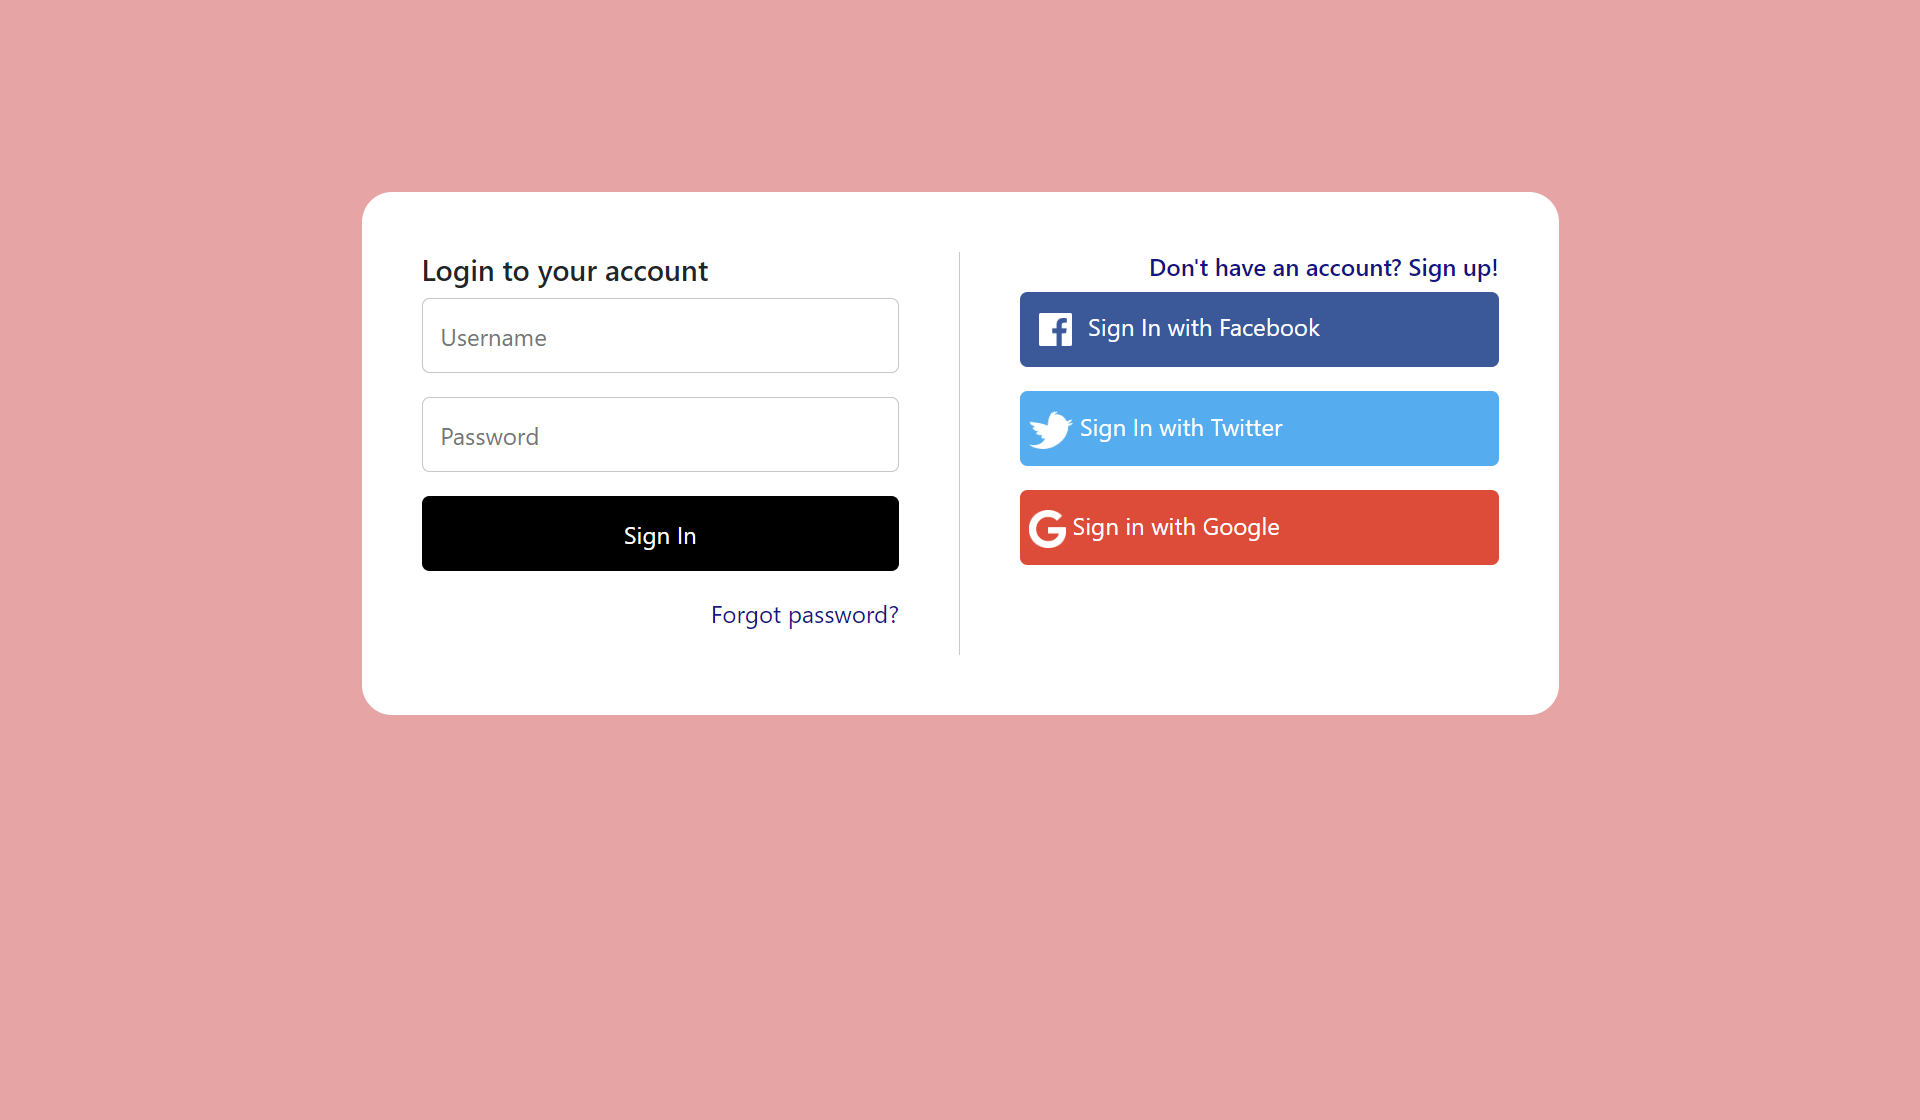 Login to your account
Username
Password
Sign In
Forgot password?
Don't have an account? Sign up!
Sign In with Facebook
Sign In with Twitter
Sign in with Google